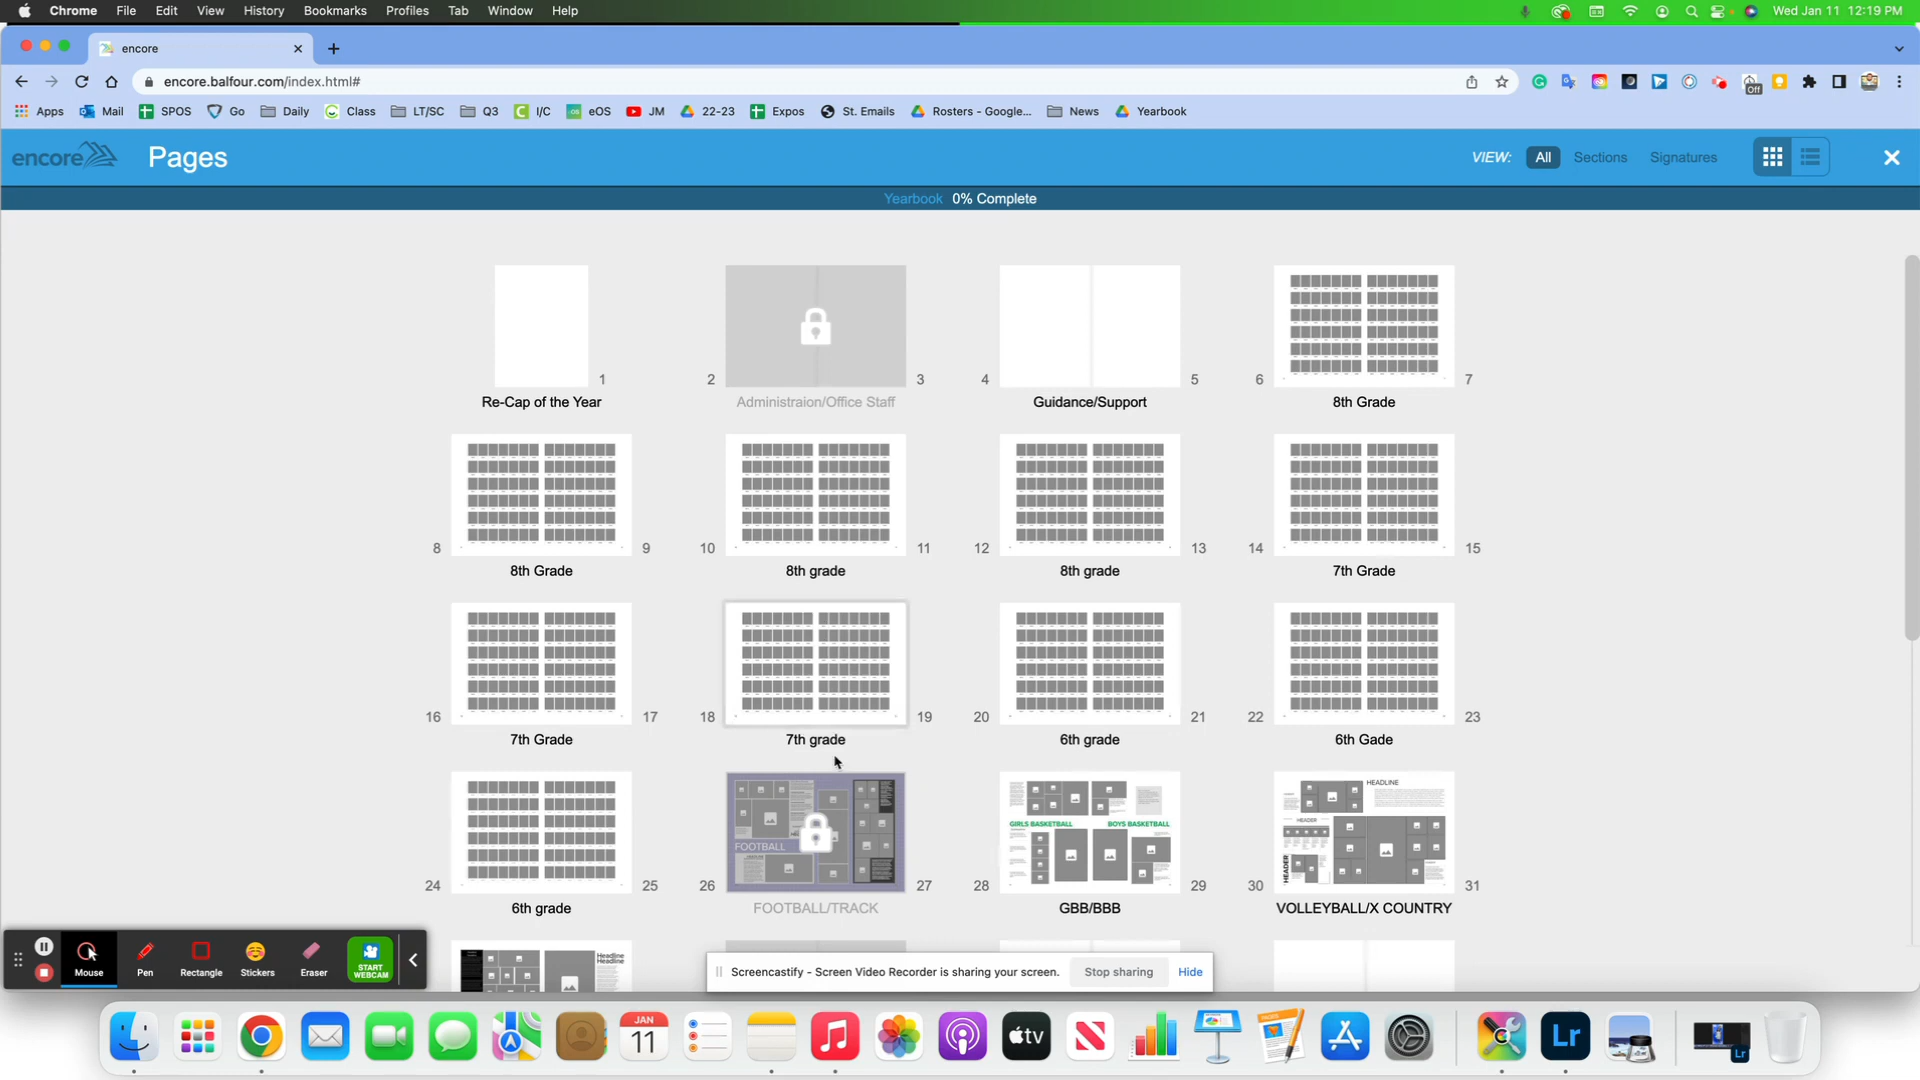 Chrome File Edit View History Bookmarks Profiles Tab Window Help Wed Jan 11 12:19 PM
encore
encore.balfour.com/index.html#
Off
Apps Mail SPOS Go Daily Class LT/SC Q3 I/C eOS JM 22-23 Expos St. Emails Rosters - Google... News Yearbook
encore Pages VIEW: All Sections Signatures
Yearbook 0% Complete
1 2 3 4 5 6 7
Re-Cap of the Year Administraion/Office Staff Guidance/Support 8th Grade
8 9 10 11 12 13 14 15
8th Grade 8th grade 8th grade 7th Grade
16 17 18 19 20 21 22 23
7th Grade 7th grade 6th grade 6th Gade
HEADLINE
GIRLS BASKETBALL BOYS BASKETBALL
HEADER
FOOTBALL
HEADER
24 25 26 27 28 29 30 31
6th grade FOOTBALL/TRACK GBB/BBB VOLLEYBALL/X COUNTRY
Headline
Headline
Mouse Pen Rectangle Stickers Eraser START WEBCAM
Screencastify - Screen Video Recorder is sharing your screen. Stop sharing Hide
JAN
11
tv
Lr
Lr